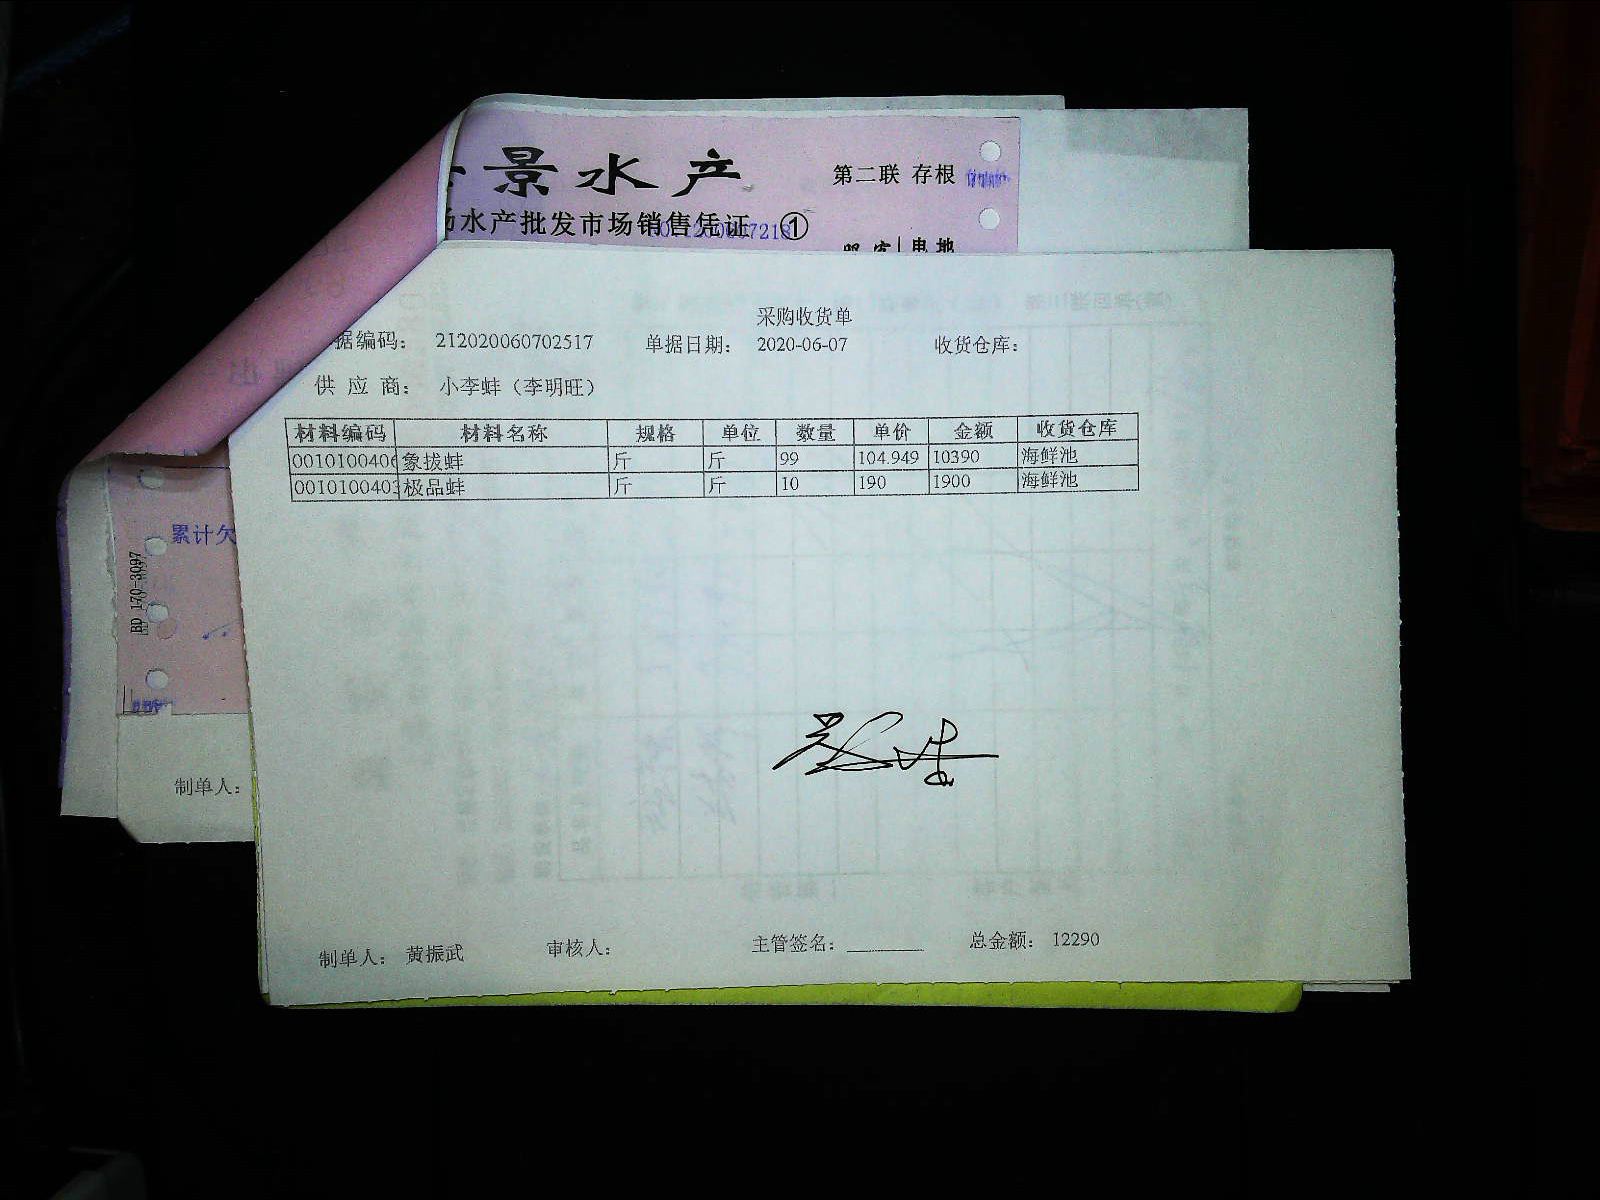 景水产
第二联 存根
水产批发市场销售凭证 ①
电 地
采购收货单
据编码： 212020060702517 单据日期： 2020-06-07 收货仓库：
供 应 商： 小李蚌（李明旺）
材料编码 材料名称 规格 单位 数量 单价 金额 收货仓库
0010100406 象拔蚌 斤 斤 99 104.949 10390 海鲜池
0010100403 极品蚌 斤 斤 10 190 1900 海鲜池
累计欠
BD 170-3097
制单人：
制单人： 黄振武 审核人： 主管签名： 总金额： 12290